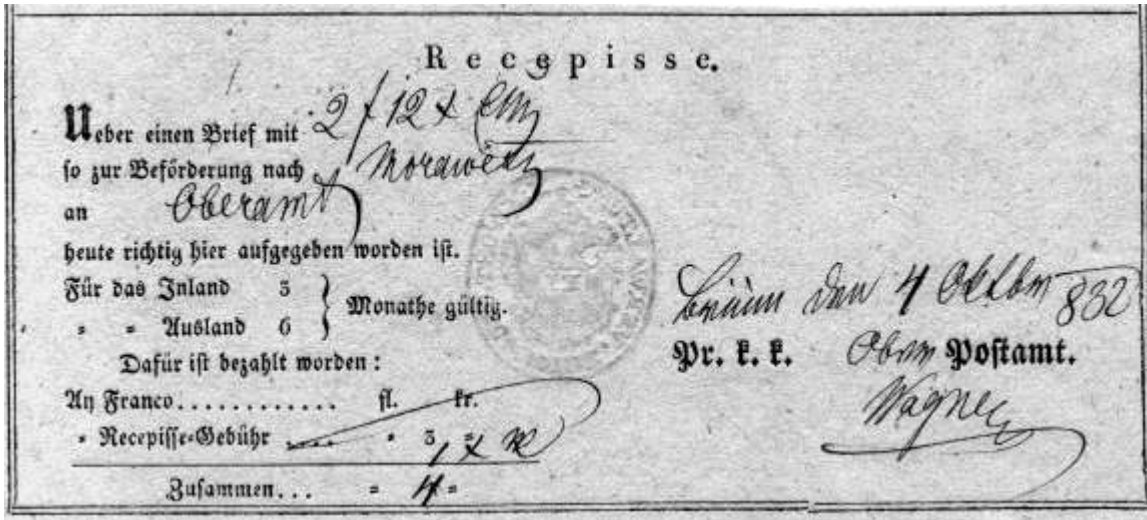 Recepisse.
Ueber einen Brief mit 2 f 12 x CM
so zur Beförderung nach Morawetz
an Oberamt
heute richtig hier aufgegeben worden ist.
Für das Inland 3 } Monathe gültig.
„ „ Ausland 6
Brünn den 4 Oktbr 832
Pr. k. k. Ober Postamt.
Wagner
Dafür ist bezahlt worden:
An Franco............ fl. kr.
„ Recepisse-Gebühr .... „ 3 „
1 x
Zusammen... „ 4 „